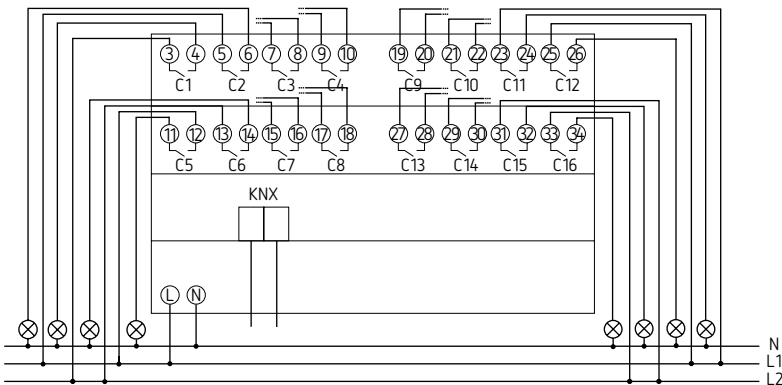 3 4 5 6 7 8 9 10 19 20 21 22 23 24 25 26
C1 C2 C3 C4 C9 C10 C11 C12
11 12 13 14 15 16 17 18 27 28 29 30 31 32 33 34
C5 C6 C7 C8 C13 C14 C15 C16
KNX
L N
N
L1
L2